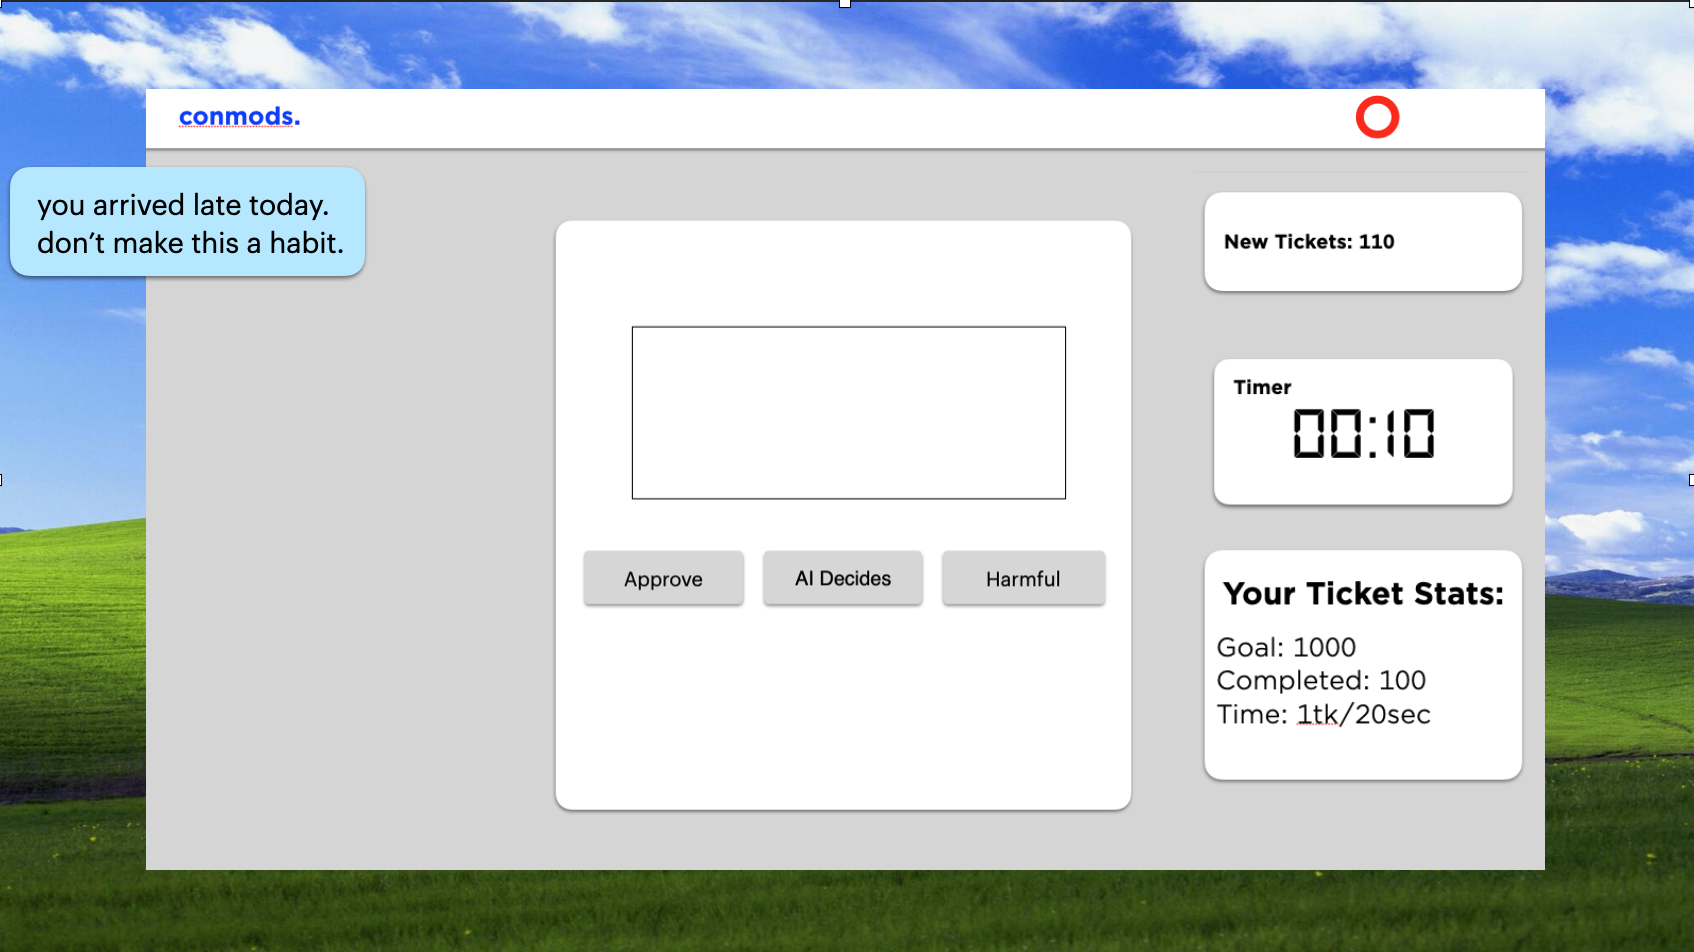 conmods.
you arrived late today.
don't make this a habit.
New Tickets: 110
Timer
00:10
Approve
AI Decides
Harmful
Your Ticket Stats:
Goal: 1000
Completed: 100
Time: 1tk/20sec